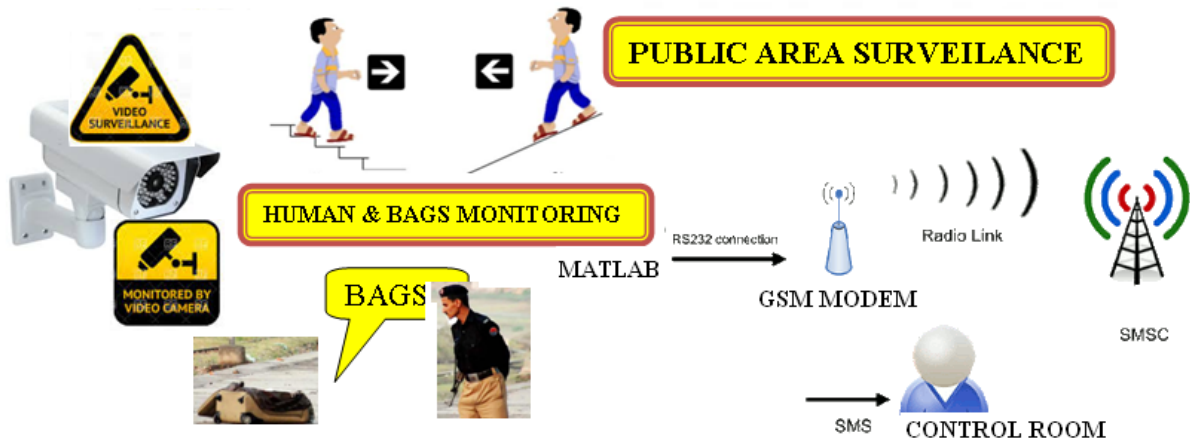 PUBLIC AREA SURVEILANCE
VIDEO
SURVEILLANCE
HUMAN & BAGS MONITORING
RS232 connection
Radio Link
MATLAB
GSM MODEM
MONITORED BY
VIDEO CAMERA
BAGS
SMSC
SMS
CONTROL ROOM